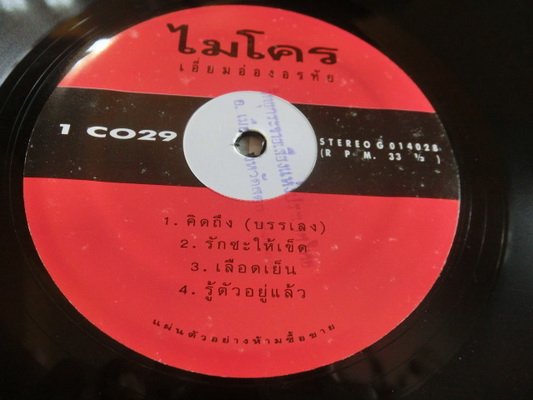 ไมโคร
เอี่ยมอ่องอรทัย
1 CO29
STEREO G 014028
(R P M. 33 ⅓)
1. คิดถึง (บรรเลง)
2. รักซะให้เข็ด
3. เลือดเย็น
4. รู้ตัวอยู่แล้ว
แผ่นตัวอย่างห้ามซื้อขาย